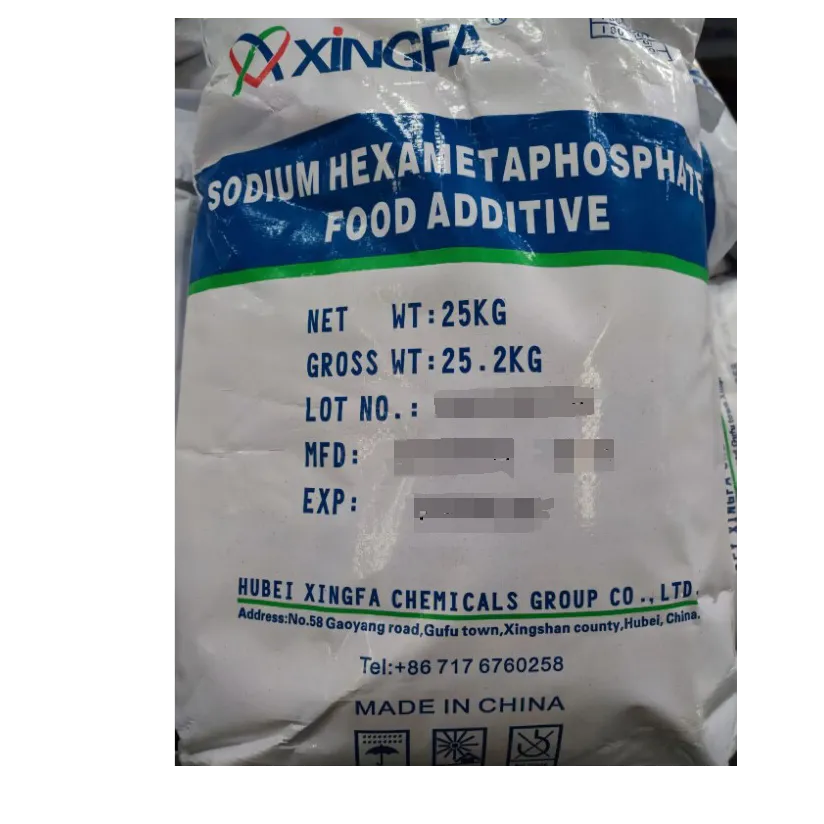 XINGFA
SODIUM HEXAMETAPHOSPHATE
FOOD ADDITIVE
NET WT:25KG
GROSS WT:25.2KG
LOT NO.:
MFD:
EXP:
HUBEI XINGFA CHEMICALS GROUP CO.,LTD.
Address:No.58 Gaoyang road,Gufu town,Xingshan county,Hubei, China.
Tel:+86 717 6760258
MADE IN CHINA